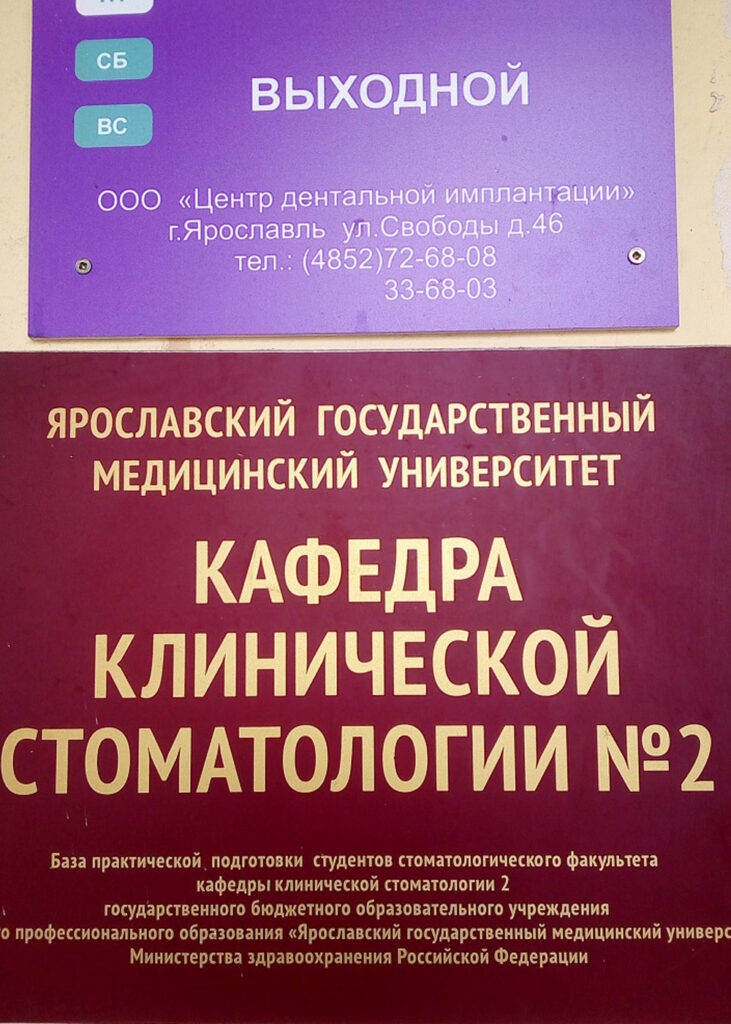 СБ
ВЫХОДНОЙ
ВС
ООО «Центр дентальной имплантации»
г.Ярославль ул.Свободы д.46
тел.: (4852)72-68-08
33-68-03
ЯРОСЛАВСКИЙ ГОСУДАРСТВЕННЫЙ
МЕДИЦИНСКИЙ УНИВЕРСИТЕТ
КАФЕДРА
КЛИНИЧЕСКОЙ
СТОМАТОЛОГИИ №2
База практической подготовки студентов стоматологического факультета
кафедры клинической стоматологии 2
государственного бюджетного образовательного учреждения
профессионального образования «Ярославский государственный медицинский
Министерства здравоохранения Российской Федерации